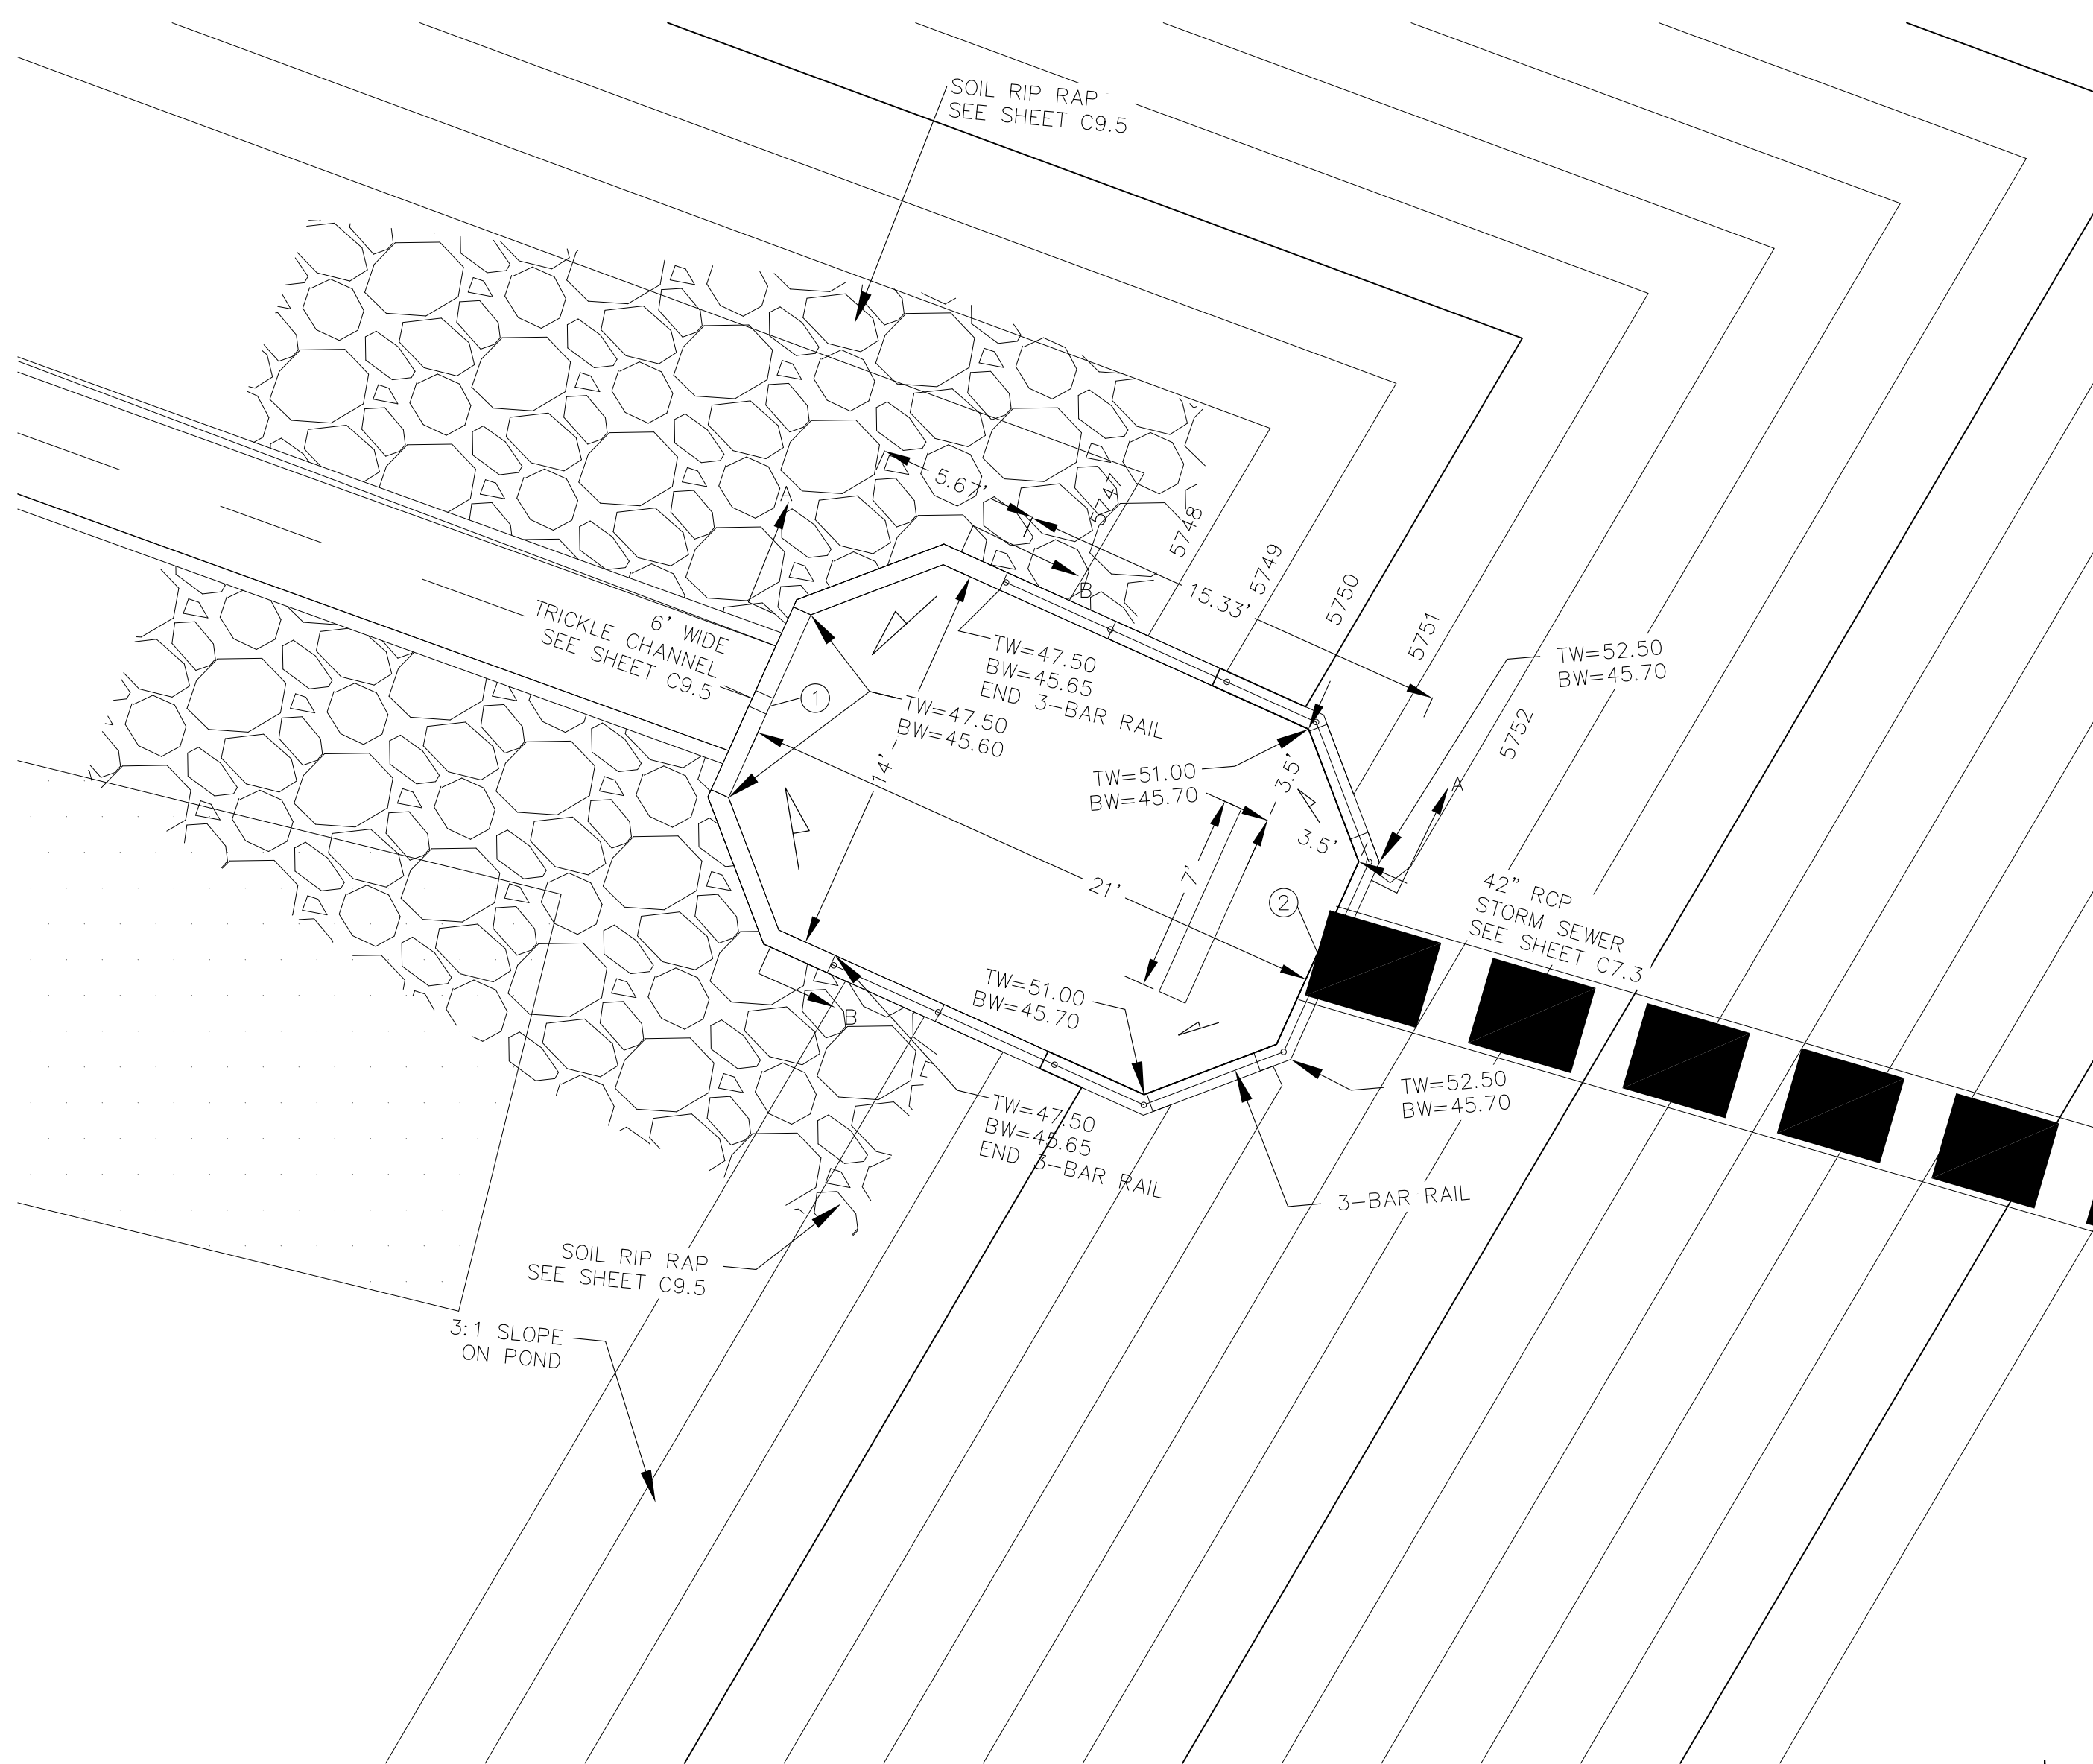 SOIL RIP RAP
SEE SHEET C9.5
5.67'
A
5747
5748
5749
5750
5751
5752
B
15.33'
6' WIDE
TRICKLE CHANNEL
SEE SHEET C9.5
1
TW=47.50
BW=45.65
END 3-BAR RAIL
TW=47.50
BW=45.60
TW=52.50
BW=45.70
14'
TW=51.00
BW=45.70
3.5'
3.5'
A
7'
21'
2
42" RCP
STORM SEWER
SEE SHEET C7.3
B
TW=51.00
BW=45.70
TW=52.50
BW=45.70
TW=47.50
BW=45.65
END 3-BAR RAIL
3-BAR RAIL
SOIL RIP RAP
SEE SHEET C9.5
3:1 SLOPE
ON POND